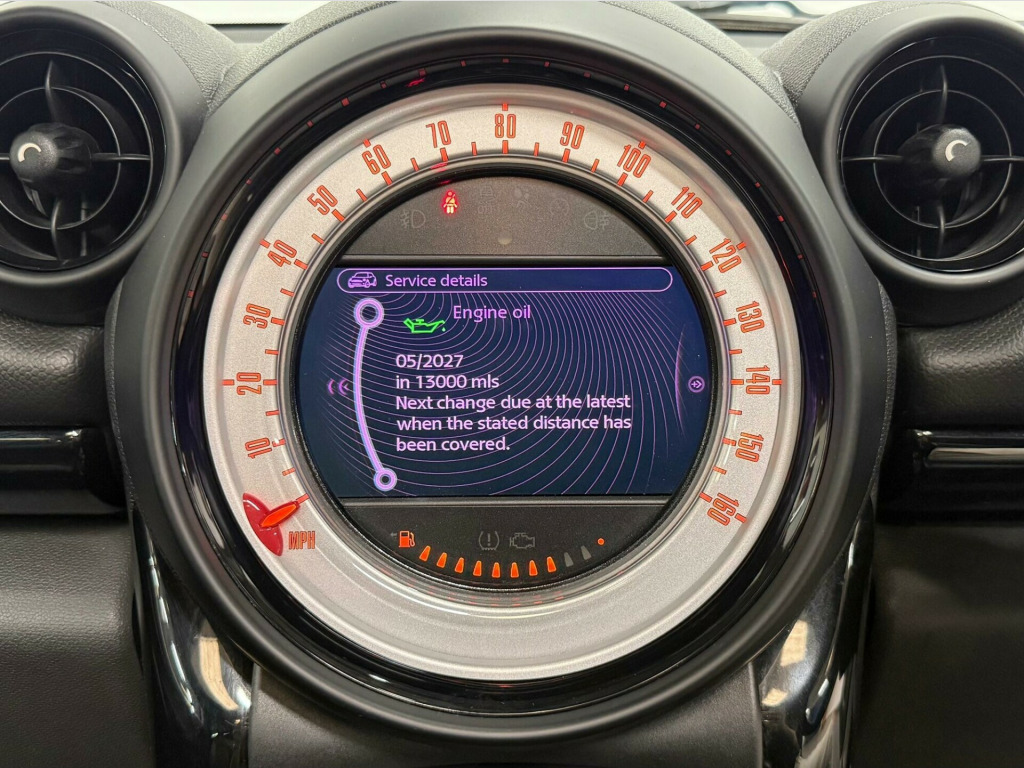 80
70
90
60
100
50
110
40
120
Service details
Engine oil
30
130
05/2027
in 13000 mls
20
140
Next change due at the latest
when the stated distance has
been covered.
10
150
160
MPH